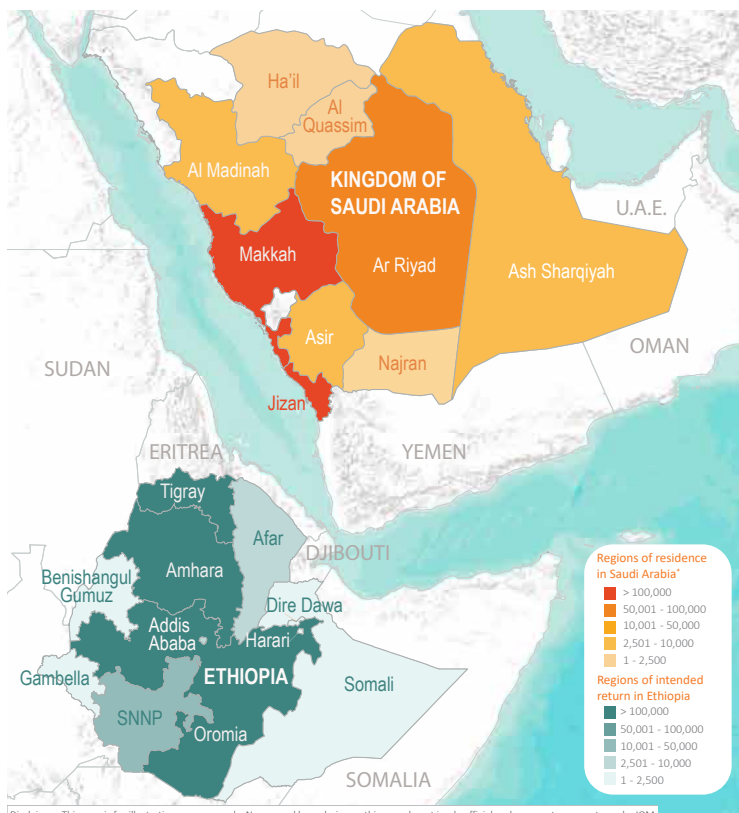 Ha'il
Al
Quassim
Al Madinah
KINGDOM OF
SAUDI ARABIA
U.A.E.
Makkah
Ar Riyad
Ash Sharqiyah
Asir
OMAN
SUDAN
Najran
Jizan
ERITREA
YEMEN
Tigray
Afar
DJIBOUTI
Amhara
Benishangul
Gumuz
Dire Dawa
Addis
Ababa
Harari
ETHIOPIA
Gambella
Somali
SNNP
Oromia
SOMALIA
Regions of residence
in Saudi Arabia*
> 100,000
50,001 - 100,000
10,001 - 50,000
2,501 - 10,000
1 - 2,500
Regions of intended
return in Ethiopia
> 100,000
50,001 - 100,000
10,001 - 50,000
2,501 - 10,000
1 - 2,500